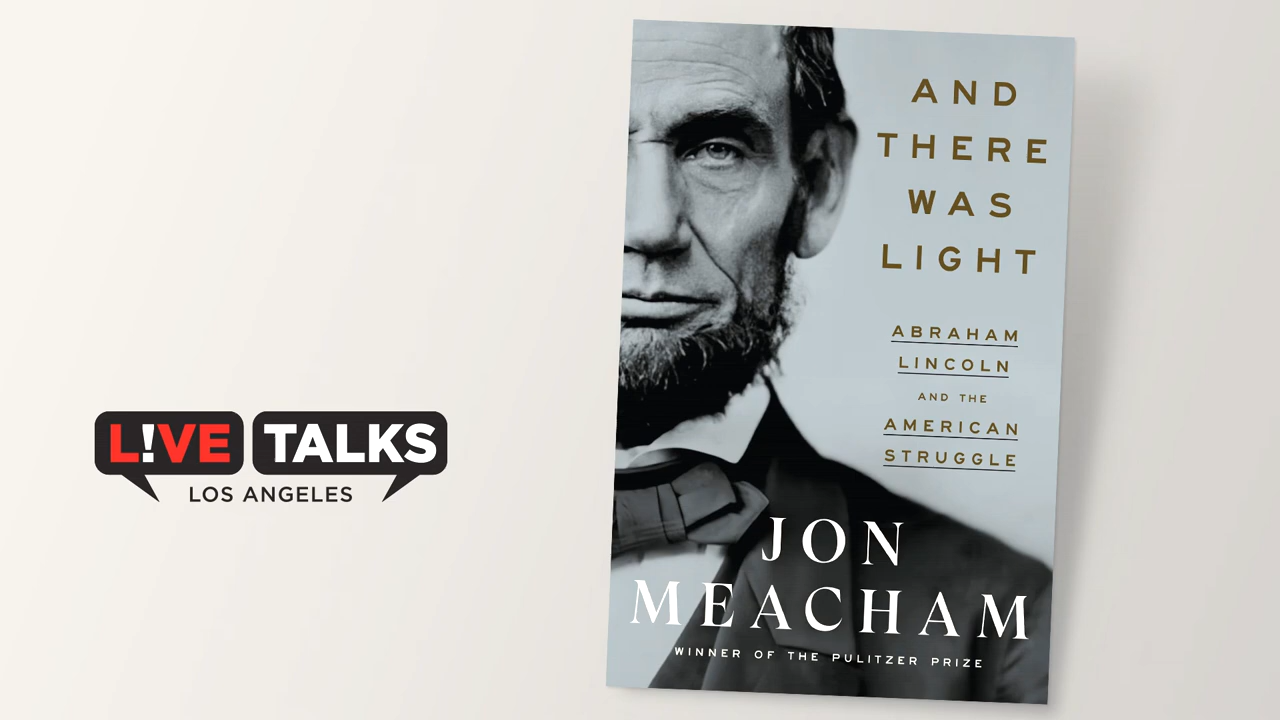 L!VE TALKS
LOS ANGELES
AND
THERE
WAS
LIGHT
ABRAHAM
LINCOLN
AND THE
AMERICAN
STRUGGLE
JON
MEACHAM
WINNER OF THE PULITZER PRIZE